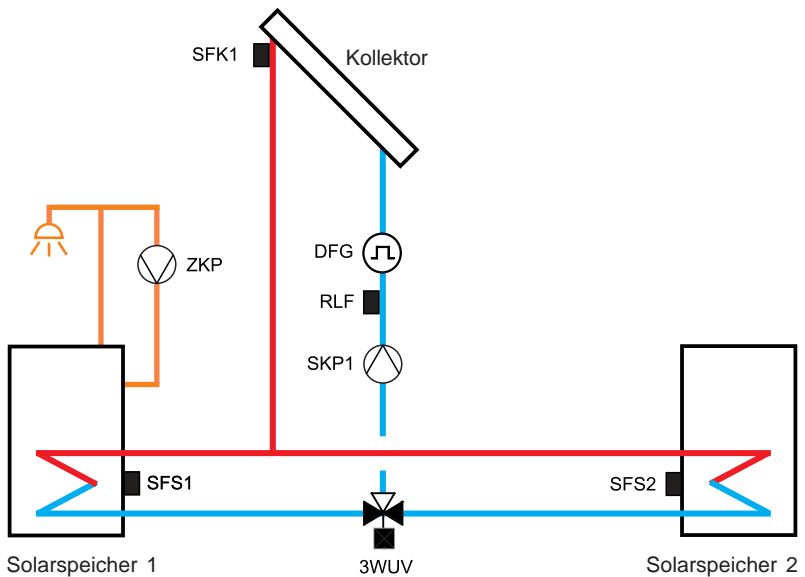 SFK1
Kollektor
DFG
ZKP
RLF
SKP1
SFS1
SFS2
Solarspeicher 1
3WUV
Solarspeicher 2